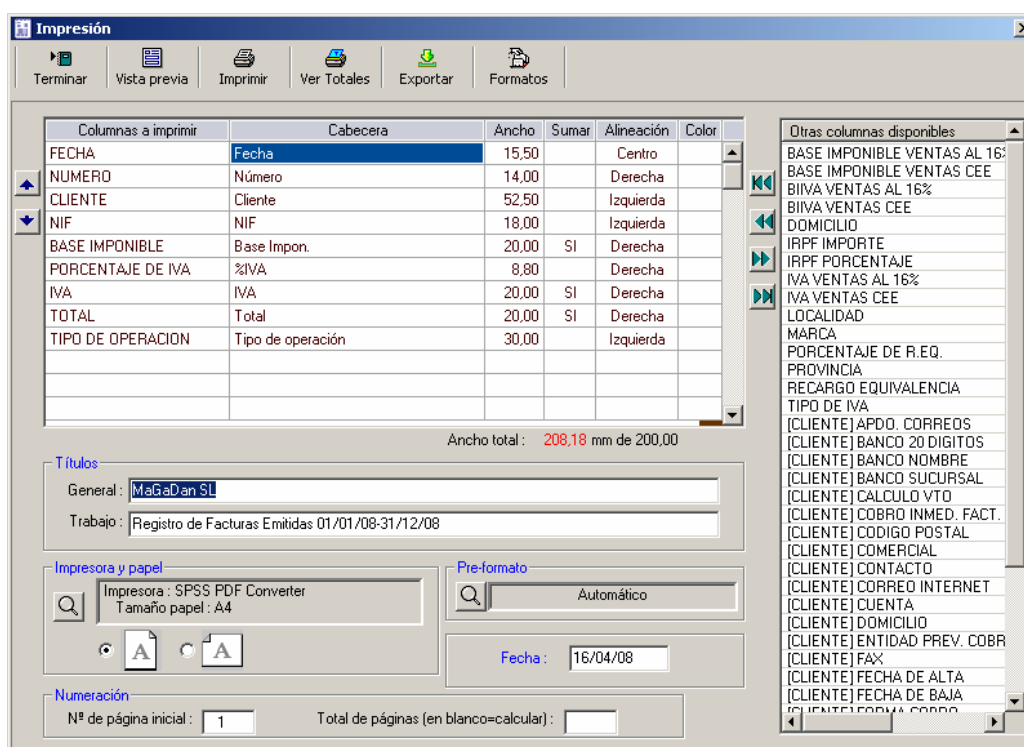 Impresión
Terminar Vista previa Imprimir Ver Totales Exportar Formatos
Columnas a imprimir Cabecera Ancho Sumar Alineación Color
FECHA Fecha 15,50 Centro
NUMERO Número 14,00 Derecha
CLIENTE Cliente 52,50 Izquierda
NIF NIF 18,00 Izquierda
BASE IMPONIBLE Base Impon. 20,00 SI Derecha
PORCENTAJE DE IVA %IVA 8,80 Derecha
IVA IVA 20,00 SI Derecha
TOTAL Total 20,00 SI Derecha
TIPO DE OPERACION Tipo de operación 30,00 Izquierda
Ancho total : 208,18 mm de 200,00
Títulos
General : MaGaDan SL
Trabajo : Registro de Facturas Emitidas 01/01/08-31/12/08
Impresora y papel
Impresora : SPSS PDF Converter
Tamaño papel : A4
A A
Pre-formato
Automático
Fecha : 16/04/08
Numeración
Nº de página inicial : 1 Total de páginas (en blanco=calcular) :
Otras columnas disponibles
BASE IMPONIBLE VENTAS AL 16%
BASE IMPONIBLE VENTAS CEE
BIIVA VENTAS AL 16%
BIIVA VENTAS CEE
DOMICILIO
IRPF IMPORTE
IRPF PORCENTAJE
IVA VENTAS AL 16%
IVA VENTAS CEE
LOCALIDAD
MARCA
PORCENTAJE DE R.EQ.
PROVINCIA
RECARGO EQUIVALENCIA
TIPO DE IVA
[CLIENTE] APDO. CORREOS
[CLIENTE] BANCO 20 DIGITOS
[CLIENTE] BANCO NOMBRE
[CLIENTE] BANCO SUCURSAL
[CLIENTE] CALCULO VTO
[CLIENTE] COBRO INMED. FACT.
[CLIENTE] CODIGO POSTAL
[CLIENTE] COMERCIAL
[CLIENTE] CONTACTO
[CLIENTE] CORREO INTERNET
[CLIENTE] CUENTA
[CLIENTE] DOMICILIO
[CLIENTE] ENTIDAD PREV. COBR
[CLIENTE] FAX
[CLIENTE] FECHA DE ALTA
[CLIENTE] FECHA DE BAJA
[CLIENTE] FORMA COBRO